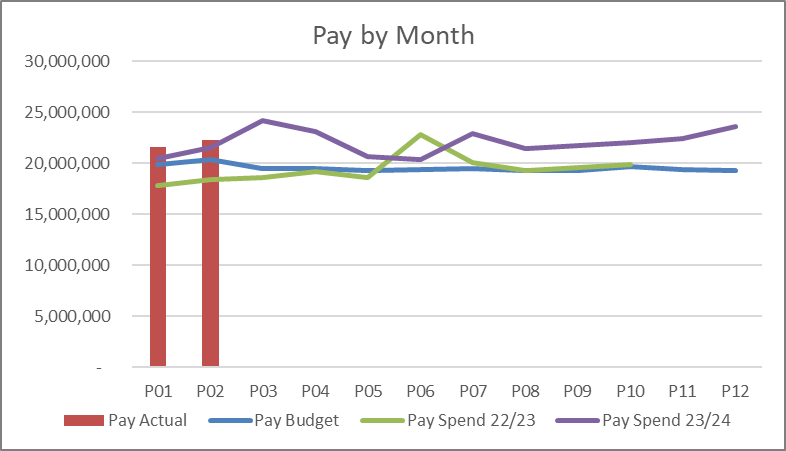 Pay by Month
30,000,000
25,000,000
20,000,000
15,000,000
10,000,000
5,000,000
-
P01 P02 P03 P04 P05 P06 P07 P08 P09 P10 P11 P12
Pay Actual Pay Budget Pay Spend 22/23 Pay Spend 23/24